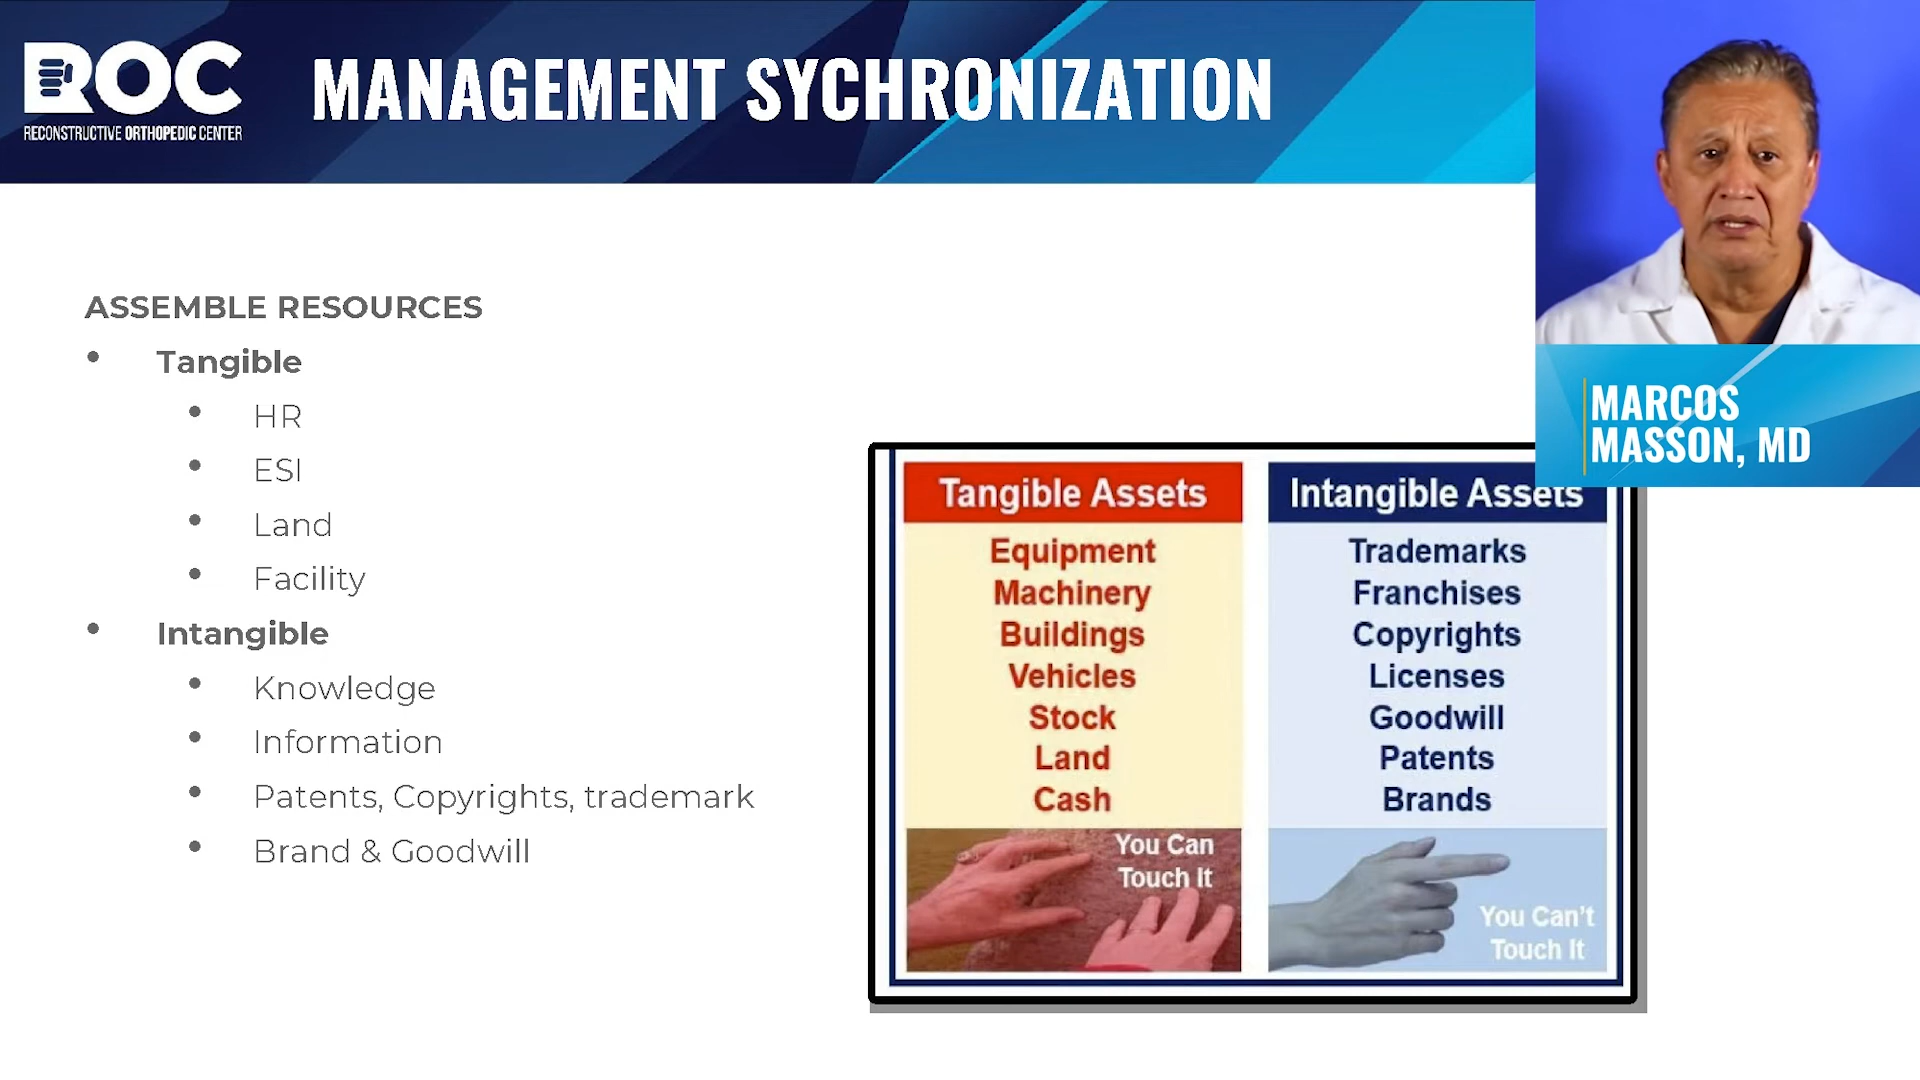 ROC
RECONSTRUCTIVE ORTHOPEDIC CENTER
MANAGEMENT SYCHRONIZATION
MARCOS
MASSON, MD
ASSEMBLE RESOURCES
• Tangible
• HR
• ESI
• Land
• Facility
• Intangible
• Knowledge
• Information
• Patents, Copyrights, trademark
• Brand & Goodwill
Tangible Assets
Equipment
Machinery
Buildings
Vehicles
Stock
Land
Cash
You Can
Touch It
Intangible Assets
Trademarks
Franchises
Copyrights
Licenses
Goodwill
Patents
Brands
You Can't
Touch It